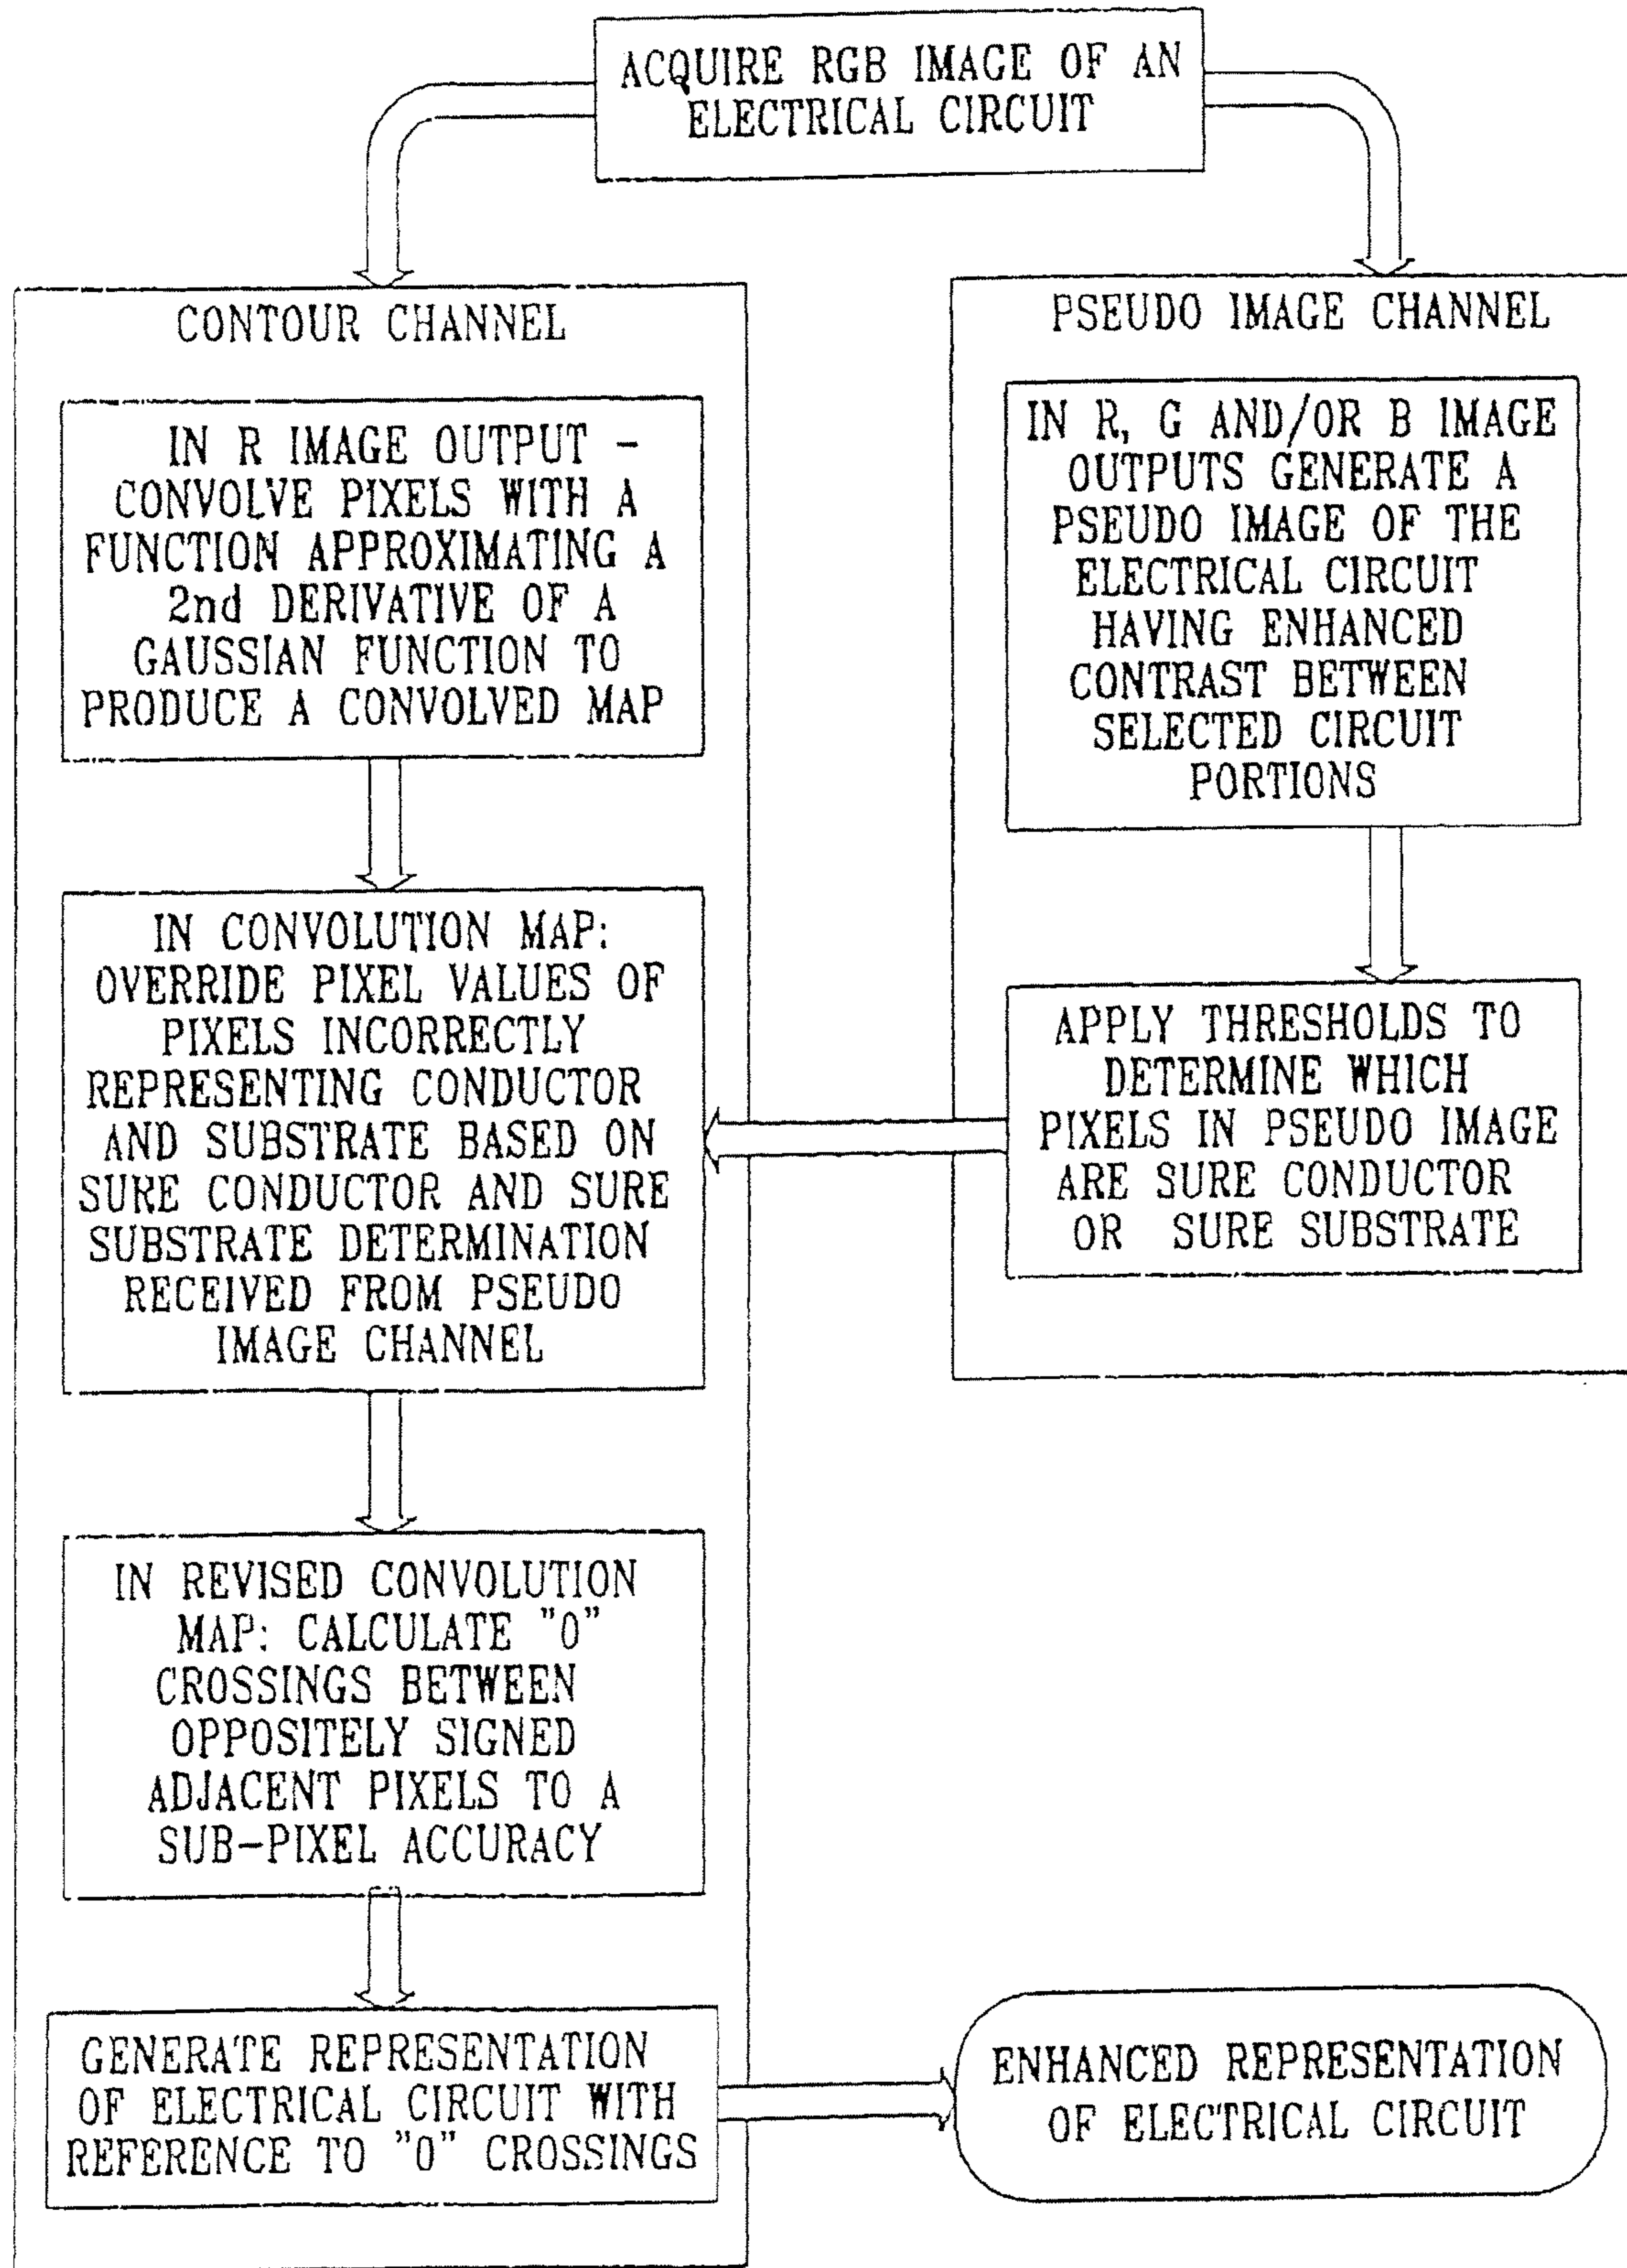 ACQUIRE RGB IMAGE OF AN
ELECTRICAL CIRCUIT
CONTOUR CHANNEL
IN R IMAGE OUTPUT -
CONVOLVE PIXELS WITH A
FUNCTION APPROXIMATING A
2nd DERIVATIVE OF A
GAUSSIAN FUNCTION TO
PRODUCE A CONVOLVED MAP
IN CONVOLUTION MAP:
OVERRIDE PIXEL VALUES OF
PIXELS INCORRECTLY
REPRESENTING CONDUCTOR
AND SUBSTRATE BASED ON
SURE CONDUCTOR AND SURE
SUBSTRATE DETERMINATION
RECEIVED FROM PSEUDO
IMAGE CHANNEL
IN REVISED CONVOLUTION
MAP: CALCULATE "0"
CROSSINGS BETWEEN
OPPOSITELY SIGNED
ADJACENT PIXELS TO A
SUB-PIXEL ACCURACY
GENERATE REPRESENTATION
OF ELECTRICAL CIRCUIT WITH
REFERENCE TO "0" CROSSINGS
PSEUDO IMAGE CHANNEL
IN R, G AND/OR B IMAGE
OUTPUTS GENERATE A
PSEUDO IMAGE OF THE
ELECTRICAL CIRCUIT
HAVING ENHANCED
CONTRAST BETWEEN
SELECTED CIRCUIT
PORTIONS
APPLY THRESHOLDS TO
DETERMINE WHICH
PIXELS IN PSEUDO IMAGE
ARE SURE CONDUCTOR
OR SURE SUBSTRATE
ENHANCED REPRESENTATION
OF ELECTRICAL CIRCUIT